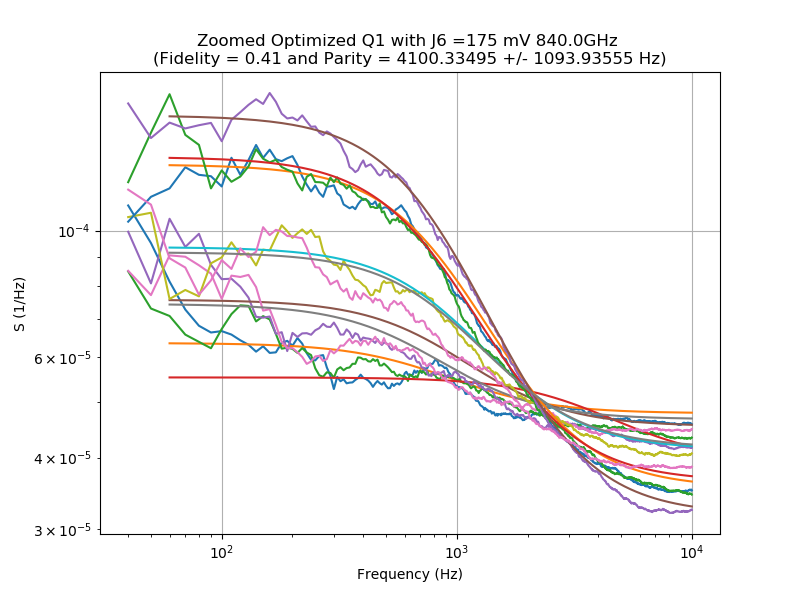 Zoomed Optimized Q1 with J6 =175 mV 840.0GHz
(Fidelity = 0.41 and Parity = 4100.33495 +/- 1093.93555 Hz)
S (1/Hz)
10⁻⁴
6 × 10⁻⁵
4 × 10⁻⁵
3 × 10⁻⁵
10² 10³ 10⁴
Frequency (Hz)